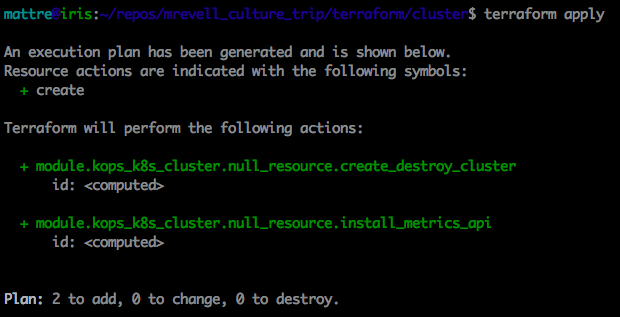 mattre@iris:~/repos/mrevell_culture_trip/terraform/cluster$ terraform apply
An execution plan has been generated and is shown below.
Resource actions are indicated with the following symbols:
+ create
Terraform will perform the following actions:
+ module.kops_k8s_cluster.null_resource.create_destroy_cluster
id: <computed>
+ module.kops_k8s_cluster.null_resource.install_metrics_api
id: <computed>
Plan: 2 to add, 0 to change, 0 to destroy.